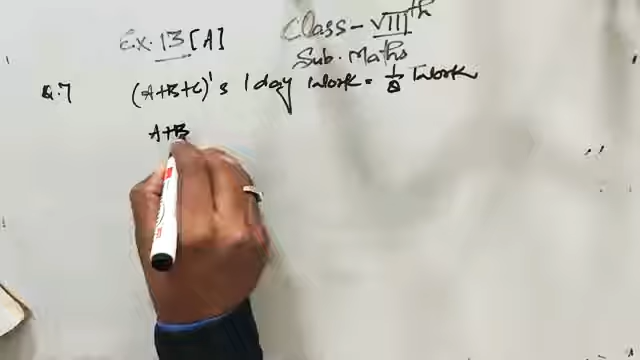 Class - VIIIth
Ex. 13 [A]
Sub. Maths
Q.7 (A+B+C)'s 1 day work = 1/8 work
A+B